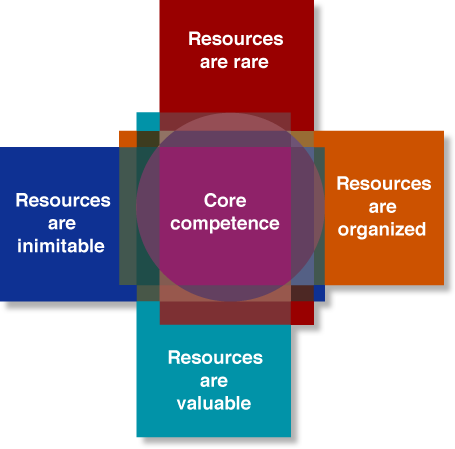 Resources
are rare
Resources
are
inimitable
Core
competence
Resources
are
organized
Resources
are
valuable